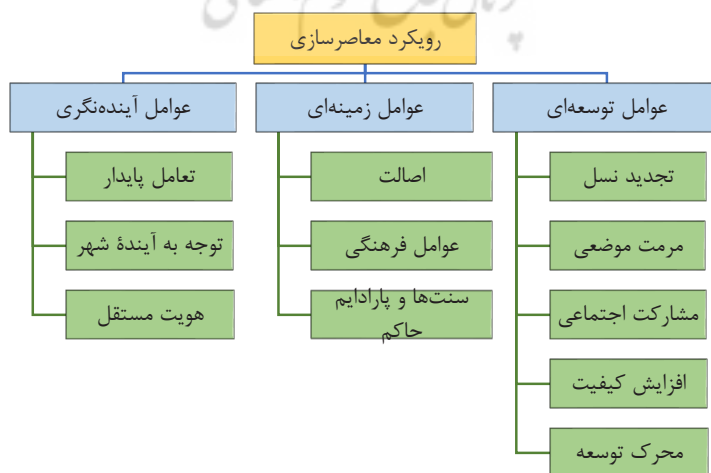 رویکرد معاصرسازی
عوامل توسعه‌ای
تجدید نسل
مرمت موضعی
مشارکت اجتماعی
افزایش کیفیت
محرک توسعه
عوامل زمینه‌ای
اصالت
عوامل فرهنگی
سنت‌ها و پارادایم
حاکم
عوامل آینده‌نگری
تعامل پایدار
توجه به آیندهٔ شهر
هویت مستقل